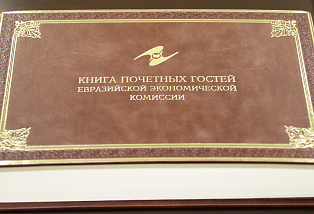 КНИГА ПОЧЕТНЫХ ГОСТЕЙ
ЕВРАЗИЙСКОЙ ЭКОНОМИЧЕСКОЙ
КОМИССИИ